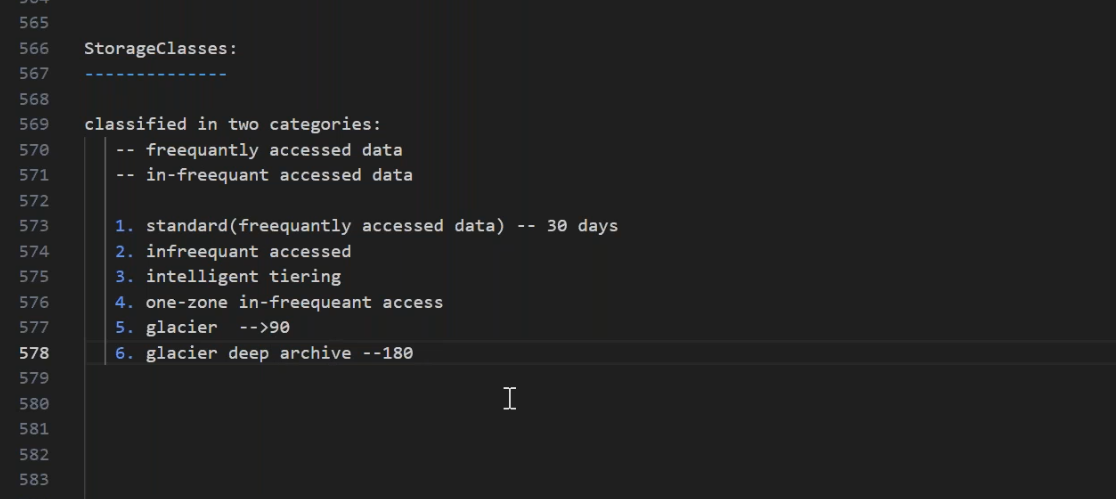 565
566 StorageClasses:
567 --------------
568
569 classified in two categories:
570 -- freequantly accessed data
571 -- in-freequant accessed data
572
573 1. standard(freequantly accessed data) -- 30 days
574 2. infreequant accessed
575 3. intelligent tiering
576 4. one-zone in-freequeant access
577 5. glacier  -->90
578 6. glacier deep archive --180
579
580
581
582
583